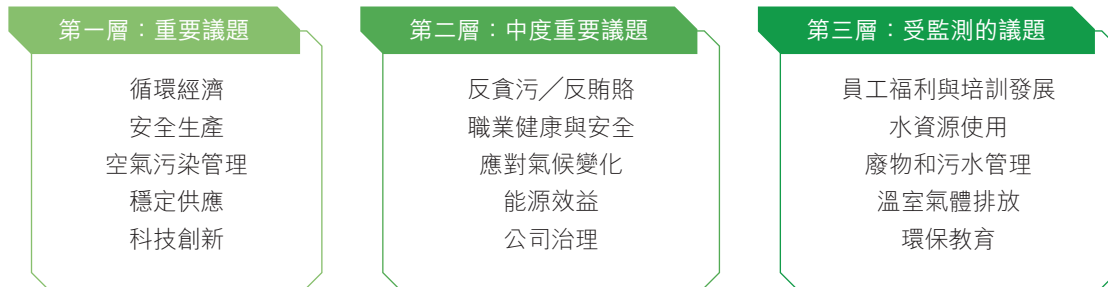 第一層：重要議題
循環經濟
安全生產
空氣污染管理
穩定供應
科技創新
第二層：中度重要議題
反貪污／反賄賂
職業健康與安全
應對氣候變化
能源效益
公司治理
第三層：受監測的議題
員工福利與培訓發展
水資源使用
廢物和污水管理
溫室氣體排放
環保教育